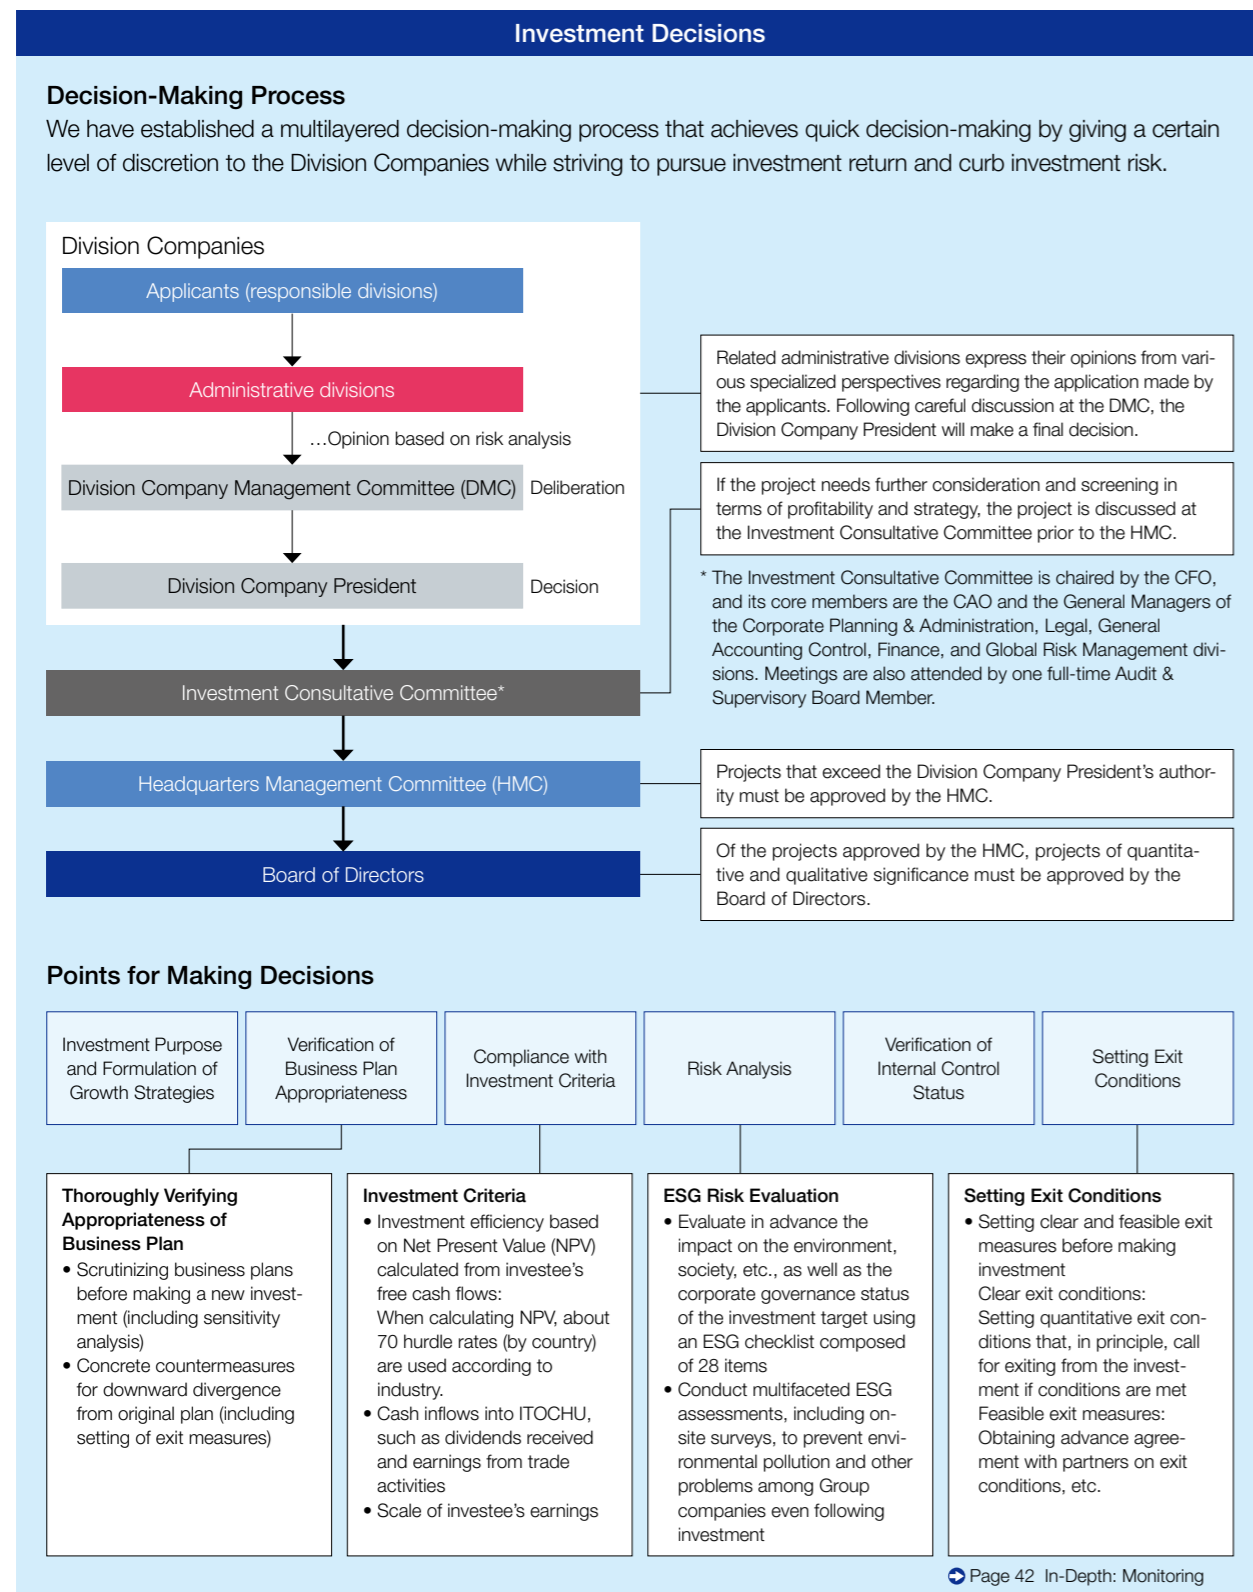 Investment Decisions
Decision-Making Process
We have established a multilayered decision-making process that achieves quick decision-making by giving a certain
level of discretion to the Division Companies while striving to pursue investment return and curb investment risk.
Division Companies
Applicants (responsible divisions)
Administrative divisions
…Opinion based on risk analysis
Division Company Management Committee (DMC)
Deliberation
Division Company President
Decision
Investment Consultative Committee*
Headquarters Management Committee (HMC)
Board of Directors
Related administrative divisions express their opinions from vari-
ous specialized perspectives regarding the application made by
the applicants. Following careful discussion at the DMC, the
Division Company President will make a final decision.
If the project needs further consideration and screening in
terms of profitability and strategy, the project is discussed at
the Investment Consultative Committee prior to the HMC.
* The Investment Consultative Committee is chaired by the CFO,
and its core members are the CAO and the General Managers of
the Corporate Planning & Administration, Legal, General
Accounting Control, Finance, and Global Risk Management divi-
sions. Meetings are also attended by one full-time Audit &
Supervisory Board Member.
Projects that exceed the Division Company President's author-
ity must be approved by the HMC.
Of the projects approved by the HMC, projects of quantita-
tive and qualitative significance must be approved by the
Board of Directors.
Points for Making Decisions
Investment Purpose
and Formulation of
Growth Strategies
Verification of
Business Plan
Appropriateness
Compliance with
Investment Criteria
Risk Analysis
Verification of
Internal Control
Status
Setting Exit
Conditions
Thoroughly Verifying
Appropriateness of
Business Plan
• Scrutinizing business plans
before making a new invest-
ment (including sensitivity
analysis)
• Concrete countermeasures
for downward divergence
from original plan (including
setting of exit measures)
Investment Criteria
• Investment efficiency based
on Net Present Value (NPV)
calculated from investee's
free cash flows:
When calculating NPV, about
70 hurdle rates (by country)
are used according to
industry.
• Cash inflows into ITOCHU,
such as dividends received
and earnings from trade
activities
• Scale of investee's earnings
ESG Risk Evaluation
• Evaluate in advance the
impact on the environment,
society, etc., as well as the
corporate governance status
of the investment target using
an ESG checklist composed
of 28 items
• Conduct multifaceted ESG
assessments, including on-
site surveys, to prevent envi-
ronmental pollution and other
problems among Group
companies even following
investment
Setting Exit Conditions
• Setting clear and feasible exit
measures before making
investment
Clear exit conditions:
Setting quantitative exit con-
ditions that, in principle, call
for exiting from the invest-
ment if conditions are met
Feasible exit measures:
Obtaining advance agree-
ment with partners on exit
conditions, etc.
Page 42 In-Depth: Monitoring